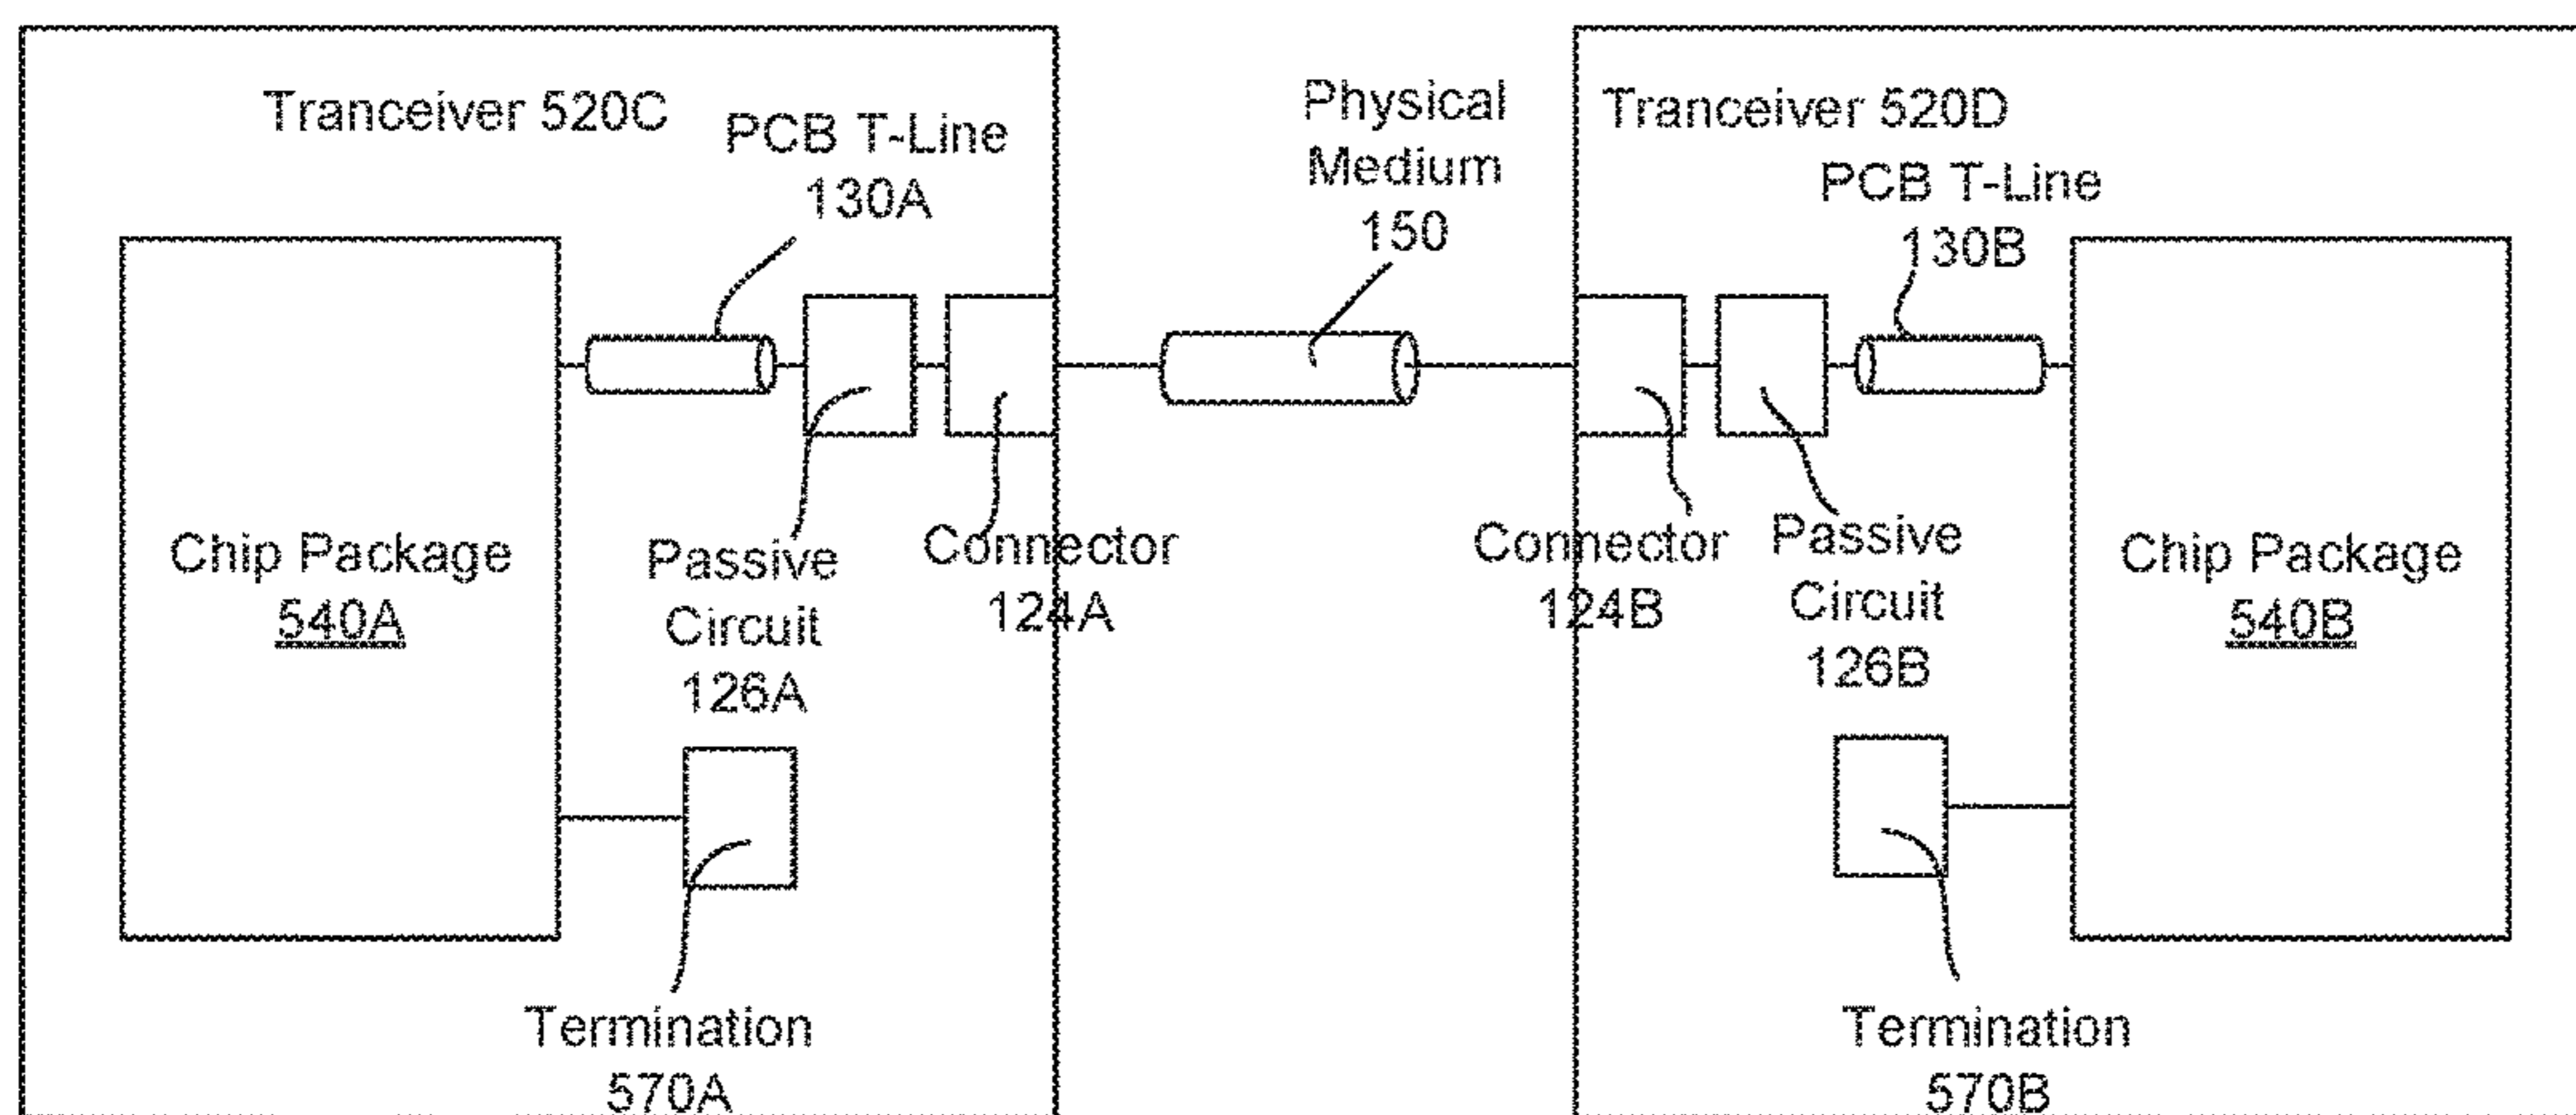 Tranceiver 520C
PCB T-Line
130A
Physical
Medium
150
Tranceiver 520D
PCB T-Line
130B
Chip Package
540A
Passive
Circuit
126A
Connector
124A
Connector
124B
Passive
Circuit
126B
Chip Package
540B
Termination
570A
Termination
570B